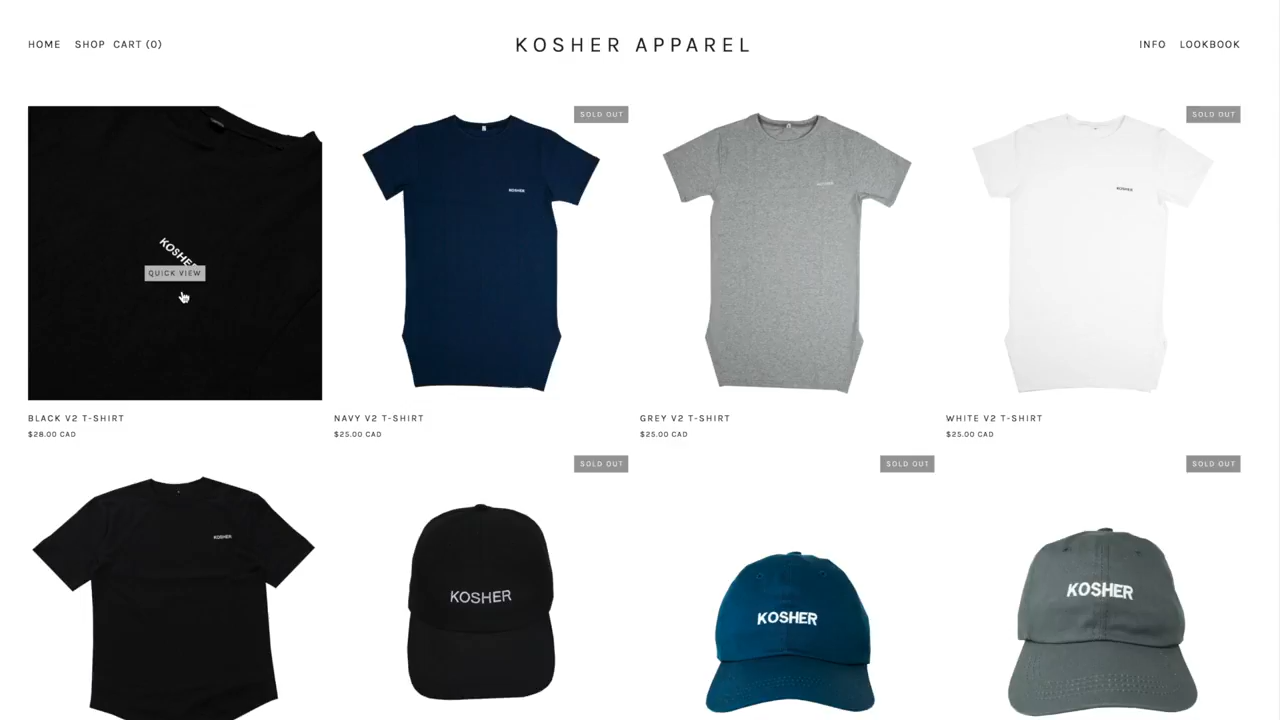 HOME SHOP CART (0)
KOSHER APPAREL
INFO LOOKBOOK
SOLD OUT
SOLD OUT
KOSHER
QUICK VIEW
KOSHER
KOSHER
BLACK V2 T-SHIRT
$28.00 CAD
NAVY V2 T-SHIRT
$25.00 CAD
GREY V2 T-SHIRT
$25.00 CAD
WHITE V2 T-SHIRT
$25.00 CAD
SOLD OUT
SOLD OUT
SOLD OUT
KOSHER
KOSHER
KOSHER
KOSHER